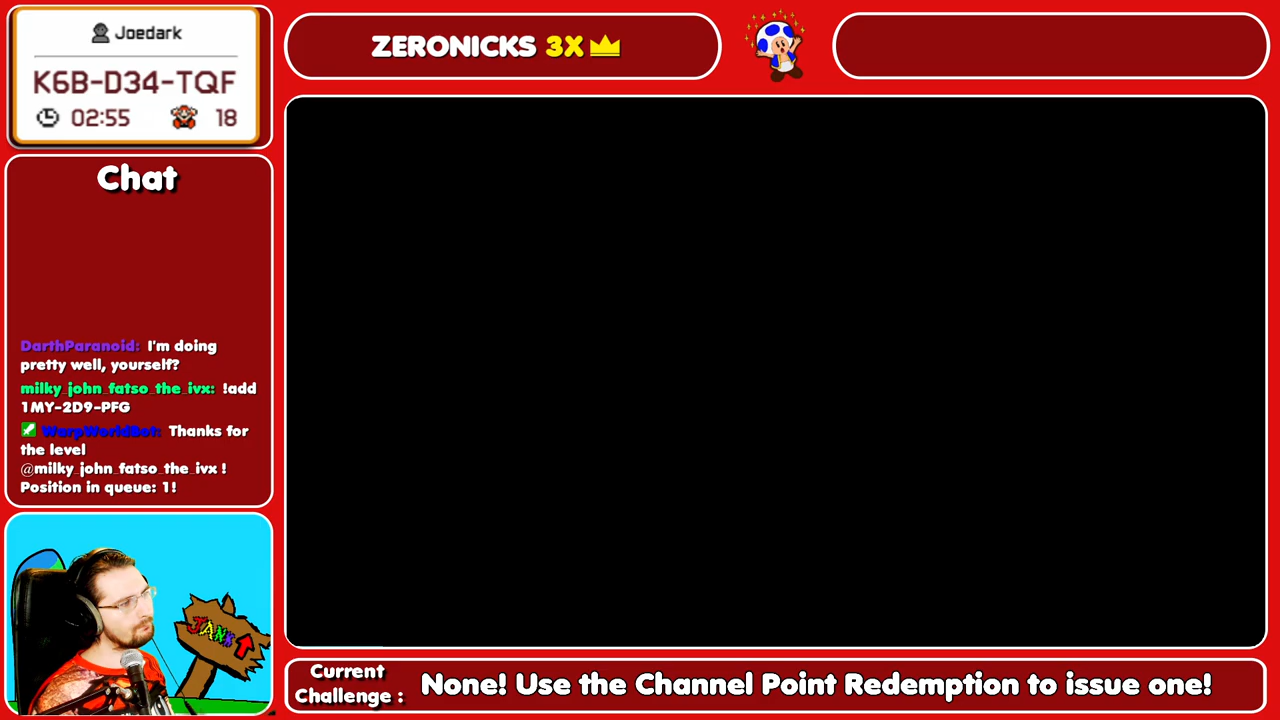 Joedark
K6B-D34-TQF
02:55 18
ZERONICKS 3X
Chat
DarthParanoid: I'm doing
pretty well, yourself?
milky_john_fatso_the_ivx: !add
1MY-2D9-PFG
WarpWorldBot: Thanks for
the level
@milky_john_fatso_the_ivx !
Position in queue: 1!
JANK
Current
Challenge :
None! Use the Channel Point Redemption to issue one!